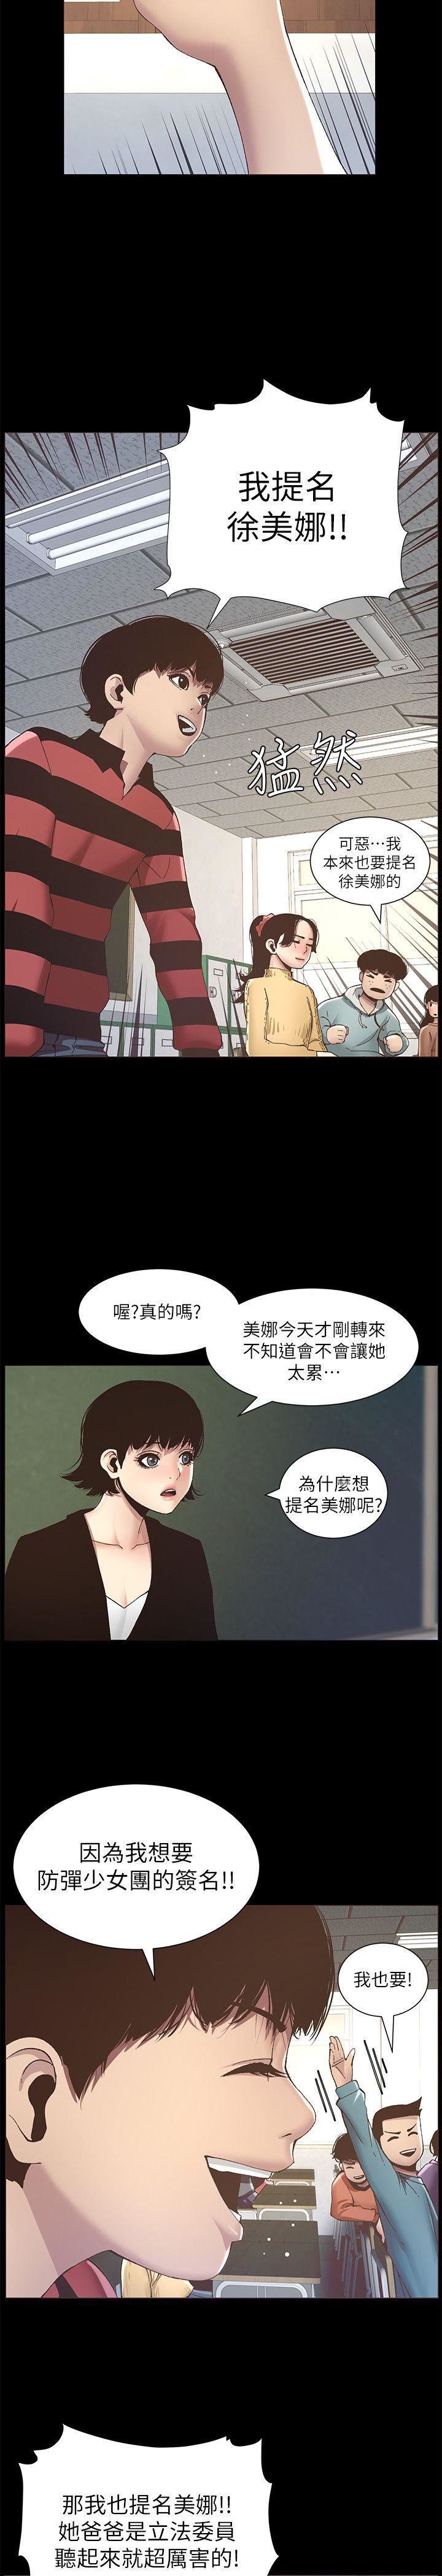 我提名
徐美娜!!
猛然
可惡…我
本來也要提名
徐美娜的
喔?真的嗎?
美娜今天才剛轉來
不知道會不會讓她
太累…
為什麼想
提名美娜呢?
因為我想要
防彈少女團的簽名!!
我也要!
那我也提名美娜!!
她爸爸是立法委員
聽起來就超厲害的!